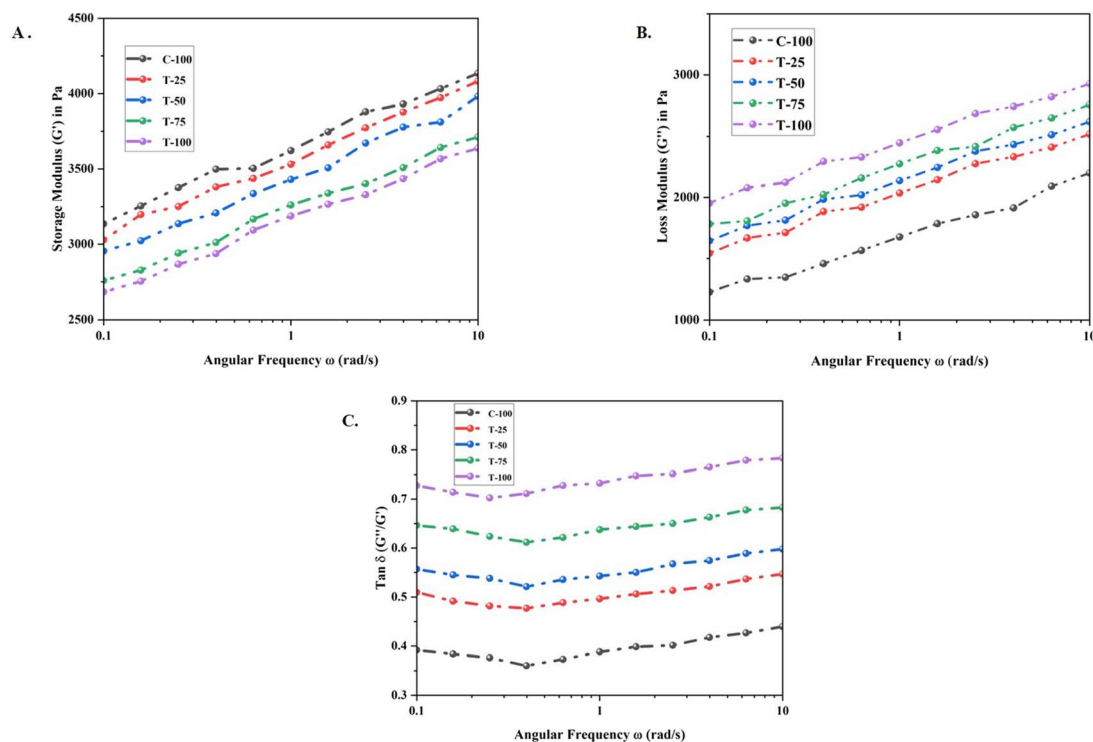 A .
4500
4000
3500
3000
2500
Storage Modulus (G') in Pa
C-100
T-25
T-50
T-75
T-100
0.1
1
10
Angular Frequency ω (rad/s)
B.
3000
2000
1000
Loss Modulus (G'') in Pa
C-100
T-25
T-50
T-75
T-100
0.1
1
10
Angular Frequency ω (rad/s)
C.
0.9
0.8
0.7
0.6
0.5
0.4
0.3
Tan δ (G''/G')
C-100
T-25
T-50
T-75
T-100
0.1
1
10
Angular Frequency ω (rad/s)